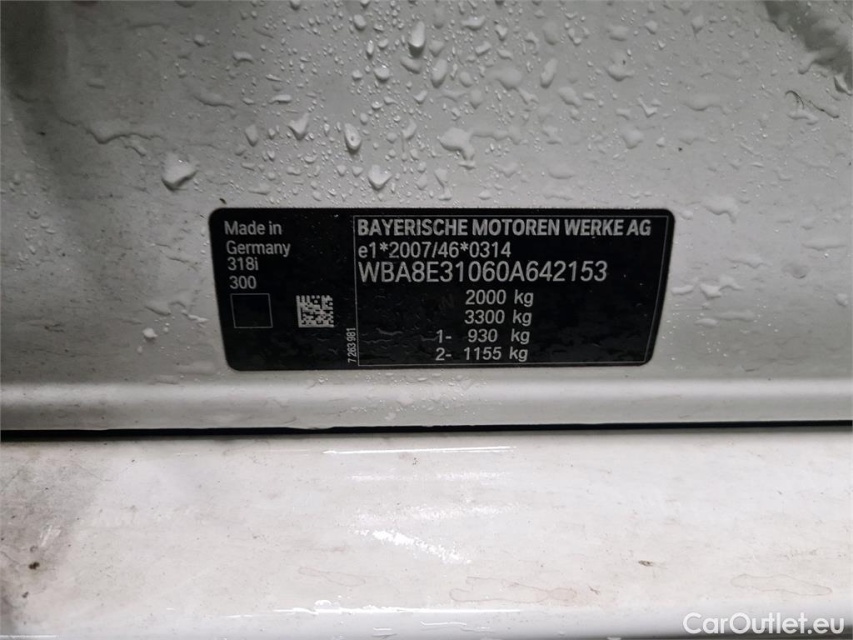 Made in
Germany
318i
300
7 263 981
BAYERISCHE MOTOREN WERKE AG
e1*2007/46*0314
WBA8E31060A642153
2000 kg
3300 kg
1- 930 kg
2- 1155 kg
CarOutlet.eu